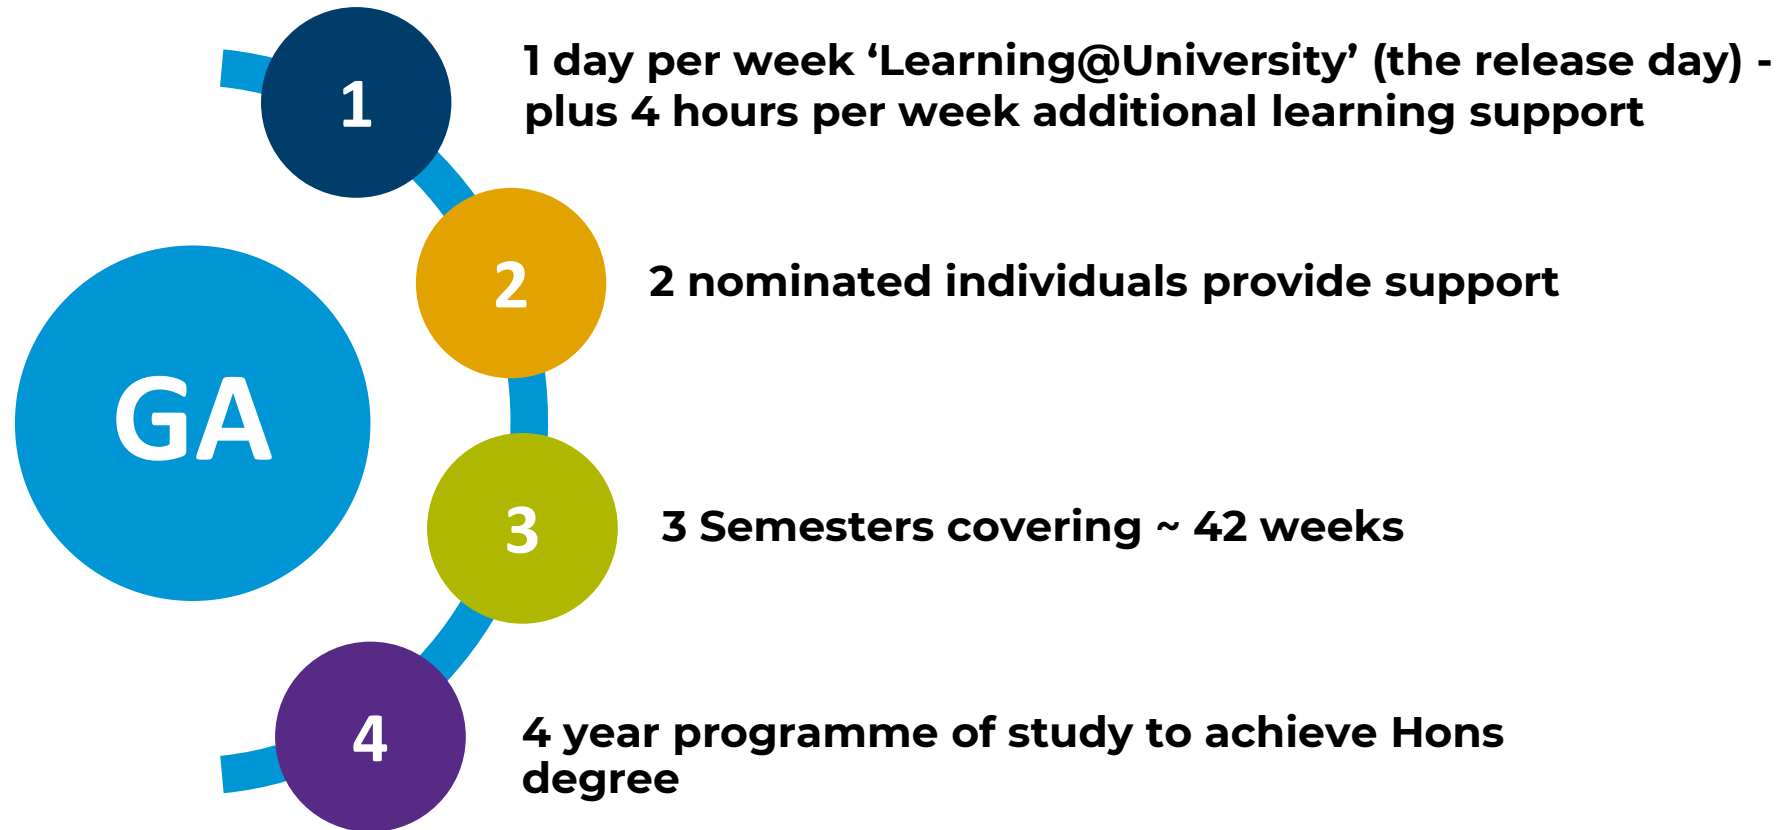 1
1 day per week ‘Learning@University’ (the release day) -
plus 4 hours per week additional learning support
2
2 nominated individuals provide support
GA
3
3 Semesters covering ~ 42 weeks
4
4 year programme of study to achieve Hons
degree